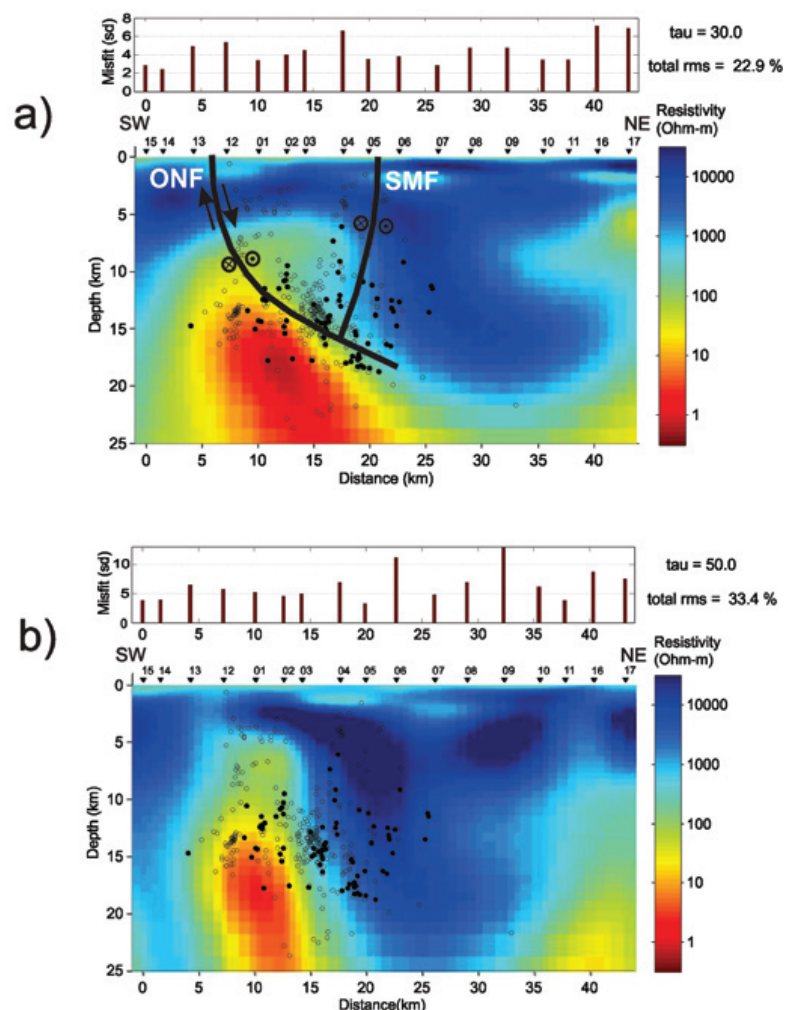 8
6
4
2
0
Misfit (sd)
0 5 10 15 20 25 30 35 40
tau = 30.0
total rms = 22.9 %
a)
SW
NE
15 14 13 12 01 02 03 04 05 06 07 08 09 10 11 16 17
ONF
SMF
0
5
10
15
20
25
Depth (km)
0 5 10 15 20 25 30 35 40
Distance (km)
Resistivity
(Ohm-m)
10000
1000
100
10
1
10
5
0
Misfit (sd)
0 5 10 15 20 25 30 35 40
tau = 50.0
total rms = 33.4 %
b)
SW
NE
15 14 13 12 01 02 03 04 05 06 07 08 09 10 11 16 17
0
5
10
15
20
25
Depth (km)
0 5 10 15 20 25 30 35 40
Distance(km)
Resistivity
(Ohm-m)
10000
1000
100
10
1